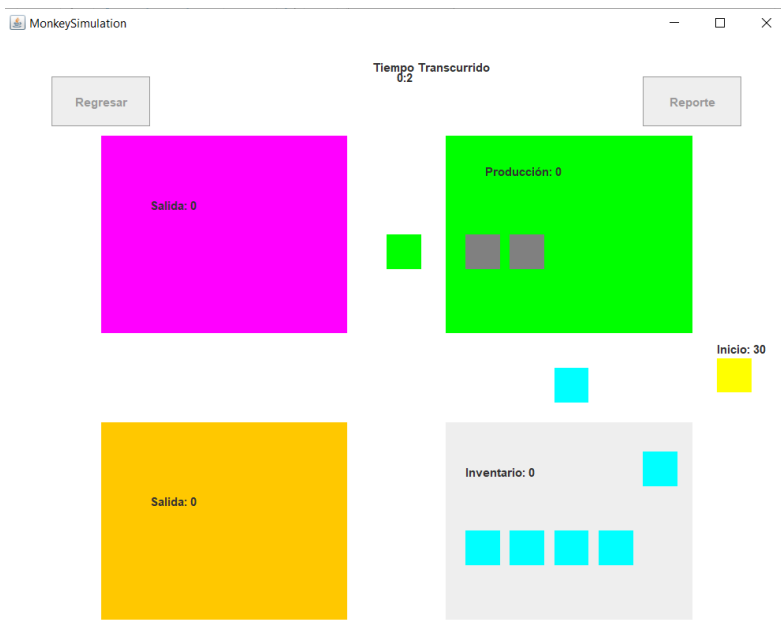 MonkeySimulation
Tiempo Transcurrido
0:2
Regresar
Reporte
Salida: 0
Producción: 0
Inicio: 30
Salida: 0
Inventario: 0